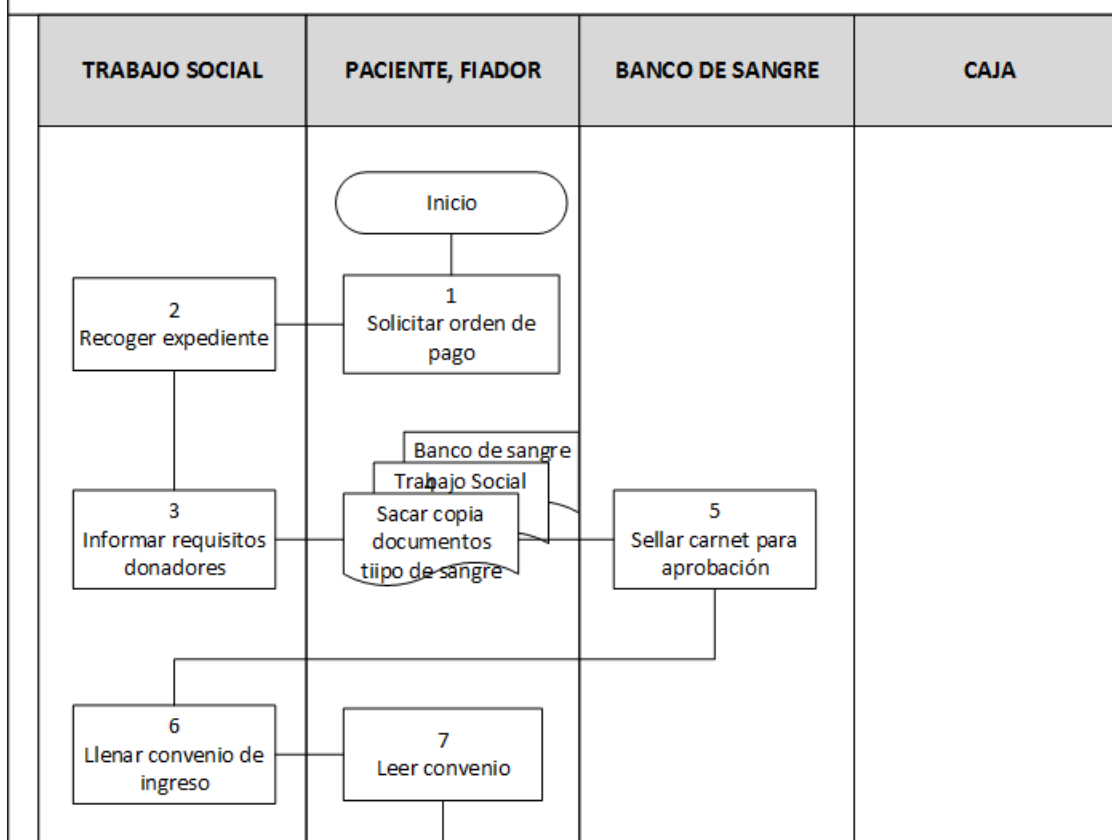 TRABAJO SOCIAL
PACIENTE, FIADOR
BANCO DE SANGRE
CAJA
Inicio
1
Solicitar orden de
pago
2
Recoger expediente
3
Informar requisitos
donadores
Banco de sangre
Trabajo Social
4
Sacar copia
documentos
tiipo de sangre
5
Sellar carnet para
aprobación
6
Llenar convenio de
ingreso
7
Leer convenio